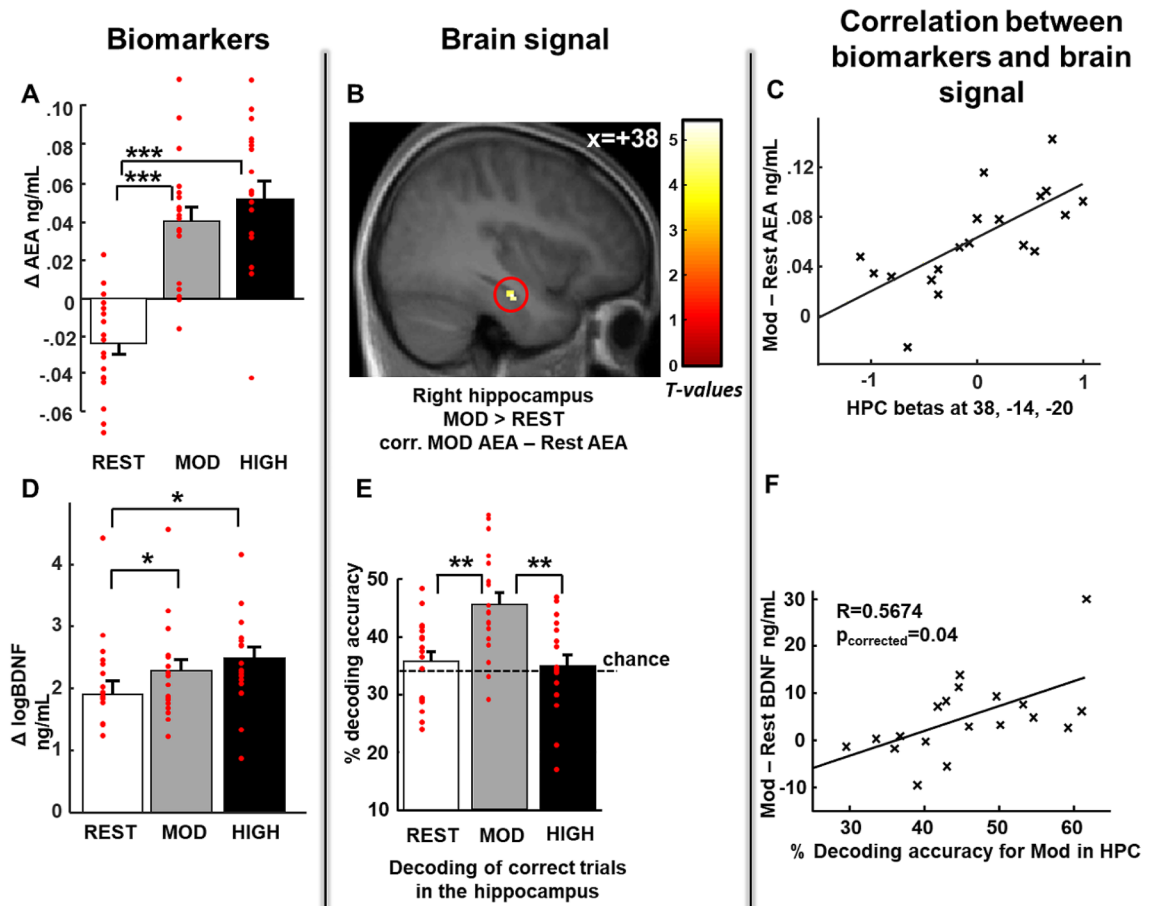 Biomarkers
Brain signal
Correlation between
biomarkers and brain
signal
A
Δ AEA ng/mL
.10
.08
.06
.04
.02
0
-.02
-.04
-.06
***
***
REST MOD HIGH
B
x=+38
5
4
3
2
1
0
T-values
Right hippocampus
MOD > REST
corr. MOD AEA – Rest AEA
C
Mod – Rest AEA ng/mL
.12
.08
.04
0
-1 0 1
HPC betas at 38, -14, -20
D
Δ logBDNF
ng/mL
4
3
2
1
0
*
*
REST MOD HIGH
E
% decoding accuracy
50
40
30
20
10
** **
chance
REST MOD HIGH
Decoding of correct trials
in the hippocampus
F
Mod – Rest BDNF ng/mL
30
20
10
0
-10
R=0.5674
pcorrected=0.04
30 40 50 60
% Decoding accuracy for Mod in HPC